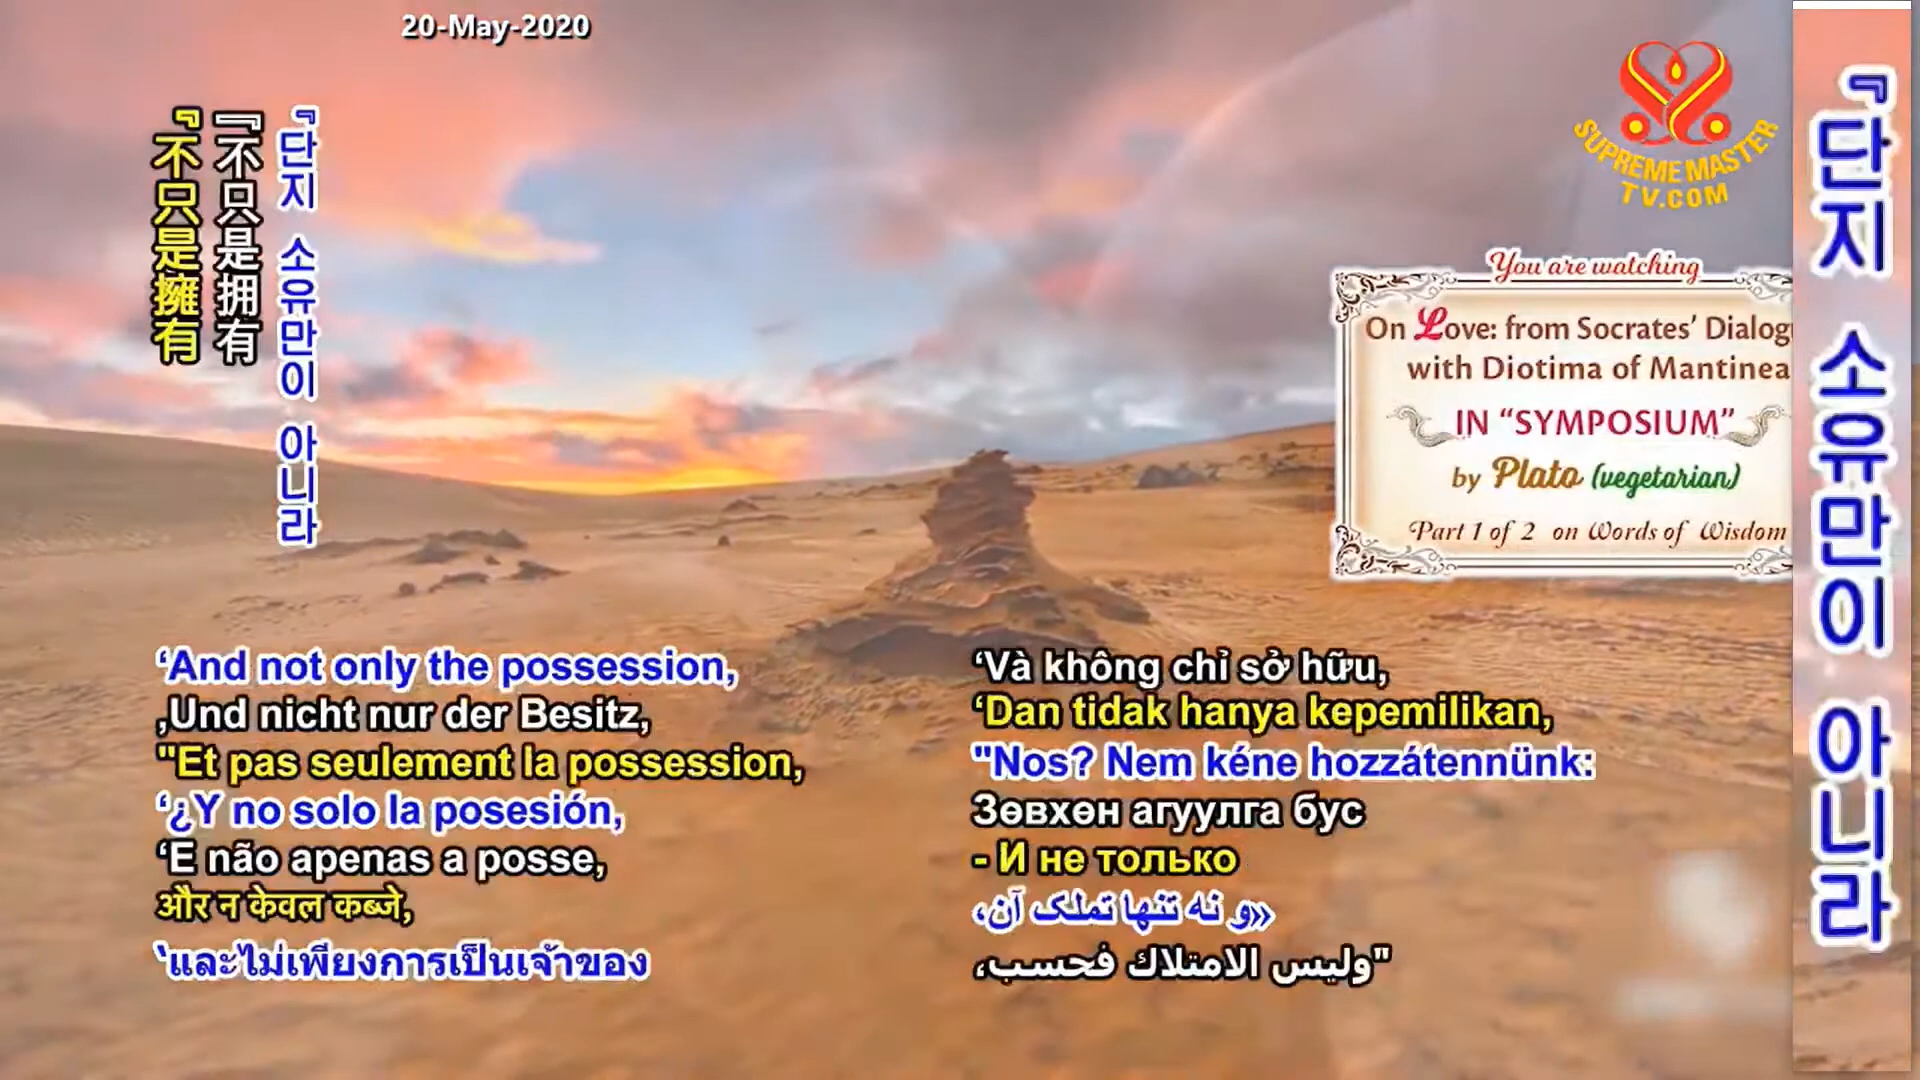 20-May-2020
SUPREME MASTER
TV.COM
『단지 소유만이 아니라
『不只是拥有
『不只是擁有
You are watching
On Love: from Socrates’ Dialog
with Diotima of Mantinea
IN “SYMPOSIUM”
by Plato (vegetarian)
Part 1 of 2 on Words of Wisdom
‘And not only the possession,
‚Und nicht nur der Besitz,
"Et pas seulement la possession,
‘¿Y no solo la posesión,
‘E não apenas a posse,
और न केवल कब्जे,
‘และไม่เพียงการเป็นเจ้าของ
‘Và không chỉ sở hữu,
‘Dan tidak hanya kepemilikan,
"Nos? Nem kéne hozzátennünk:
Зөвхөн агуулга бус
- И не только
«و نه تنها تملک آن،
"وليس الامتلاك فحسب،
『단지 소유만이 아니라